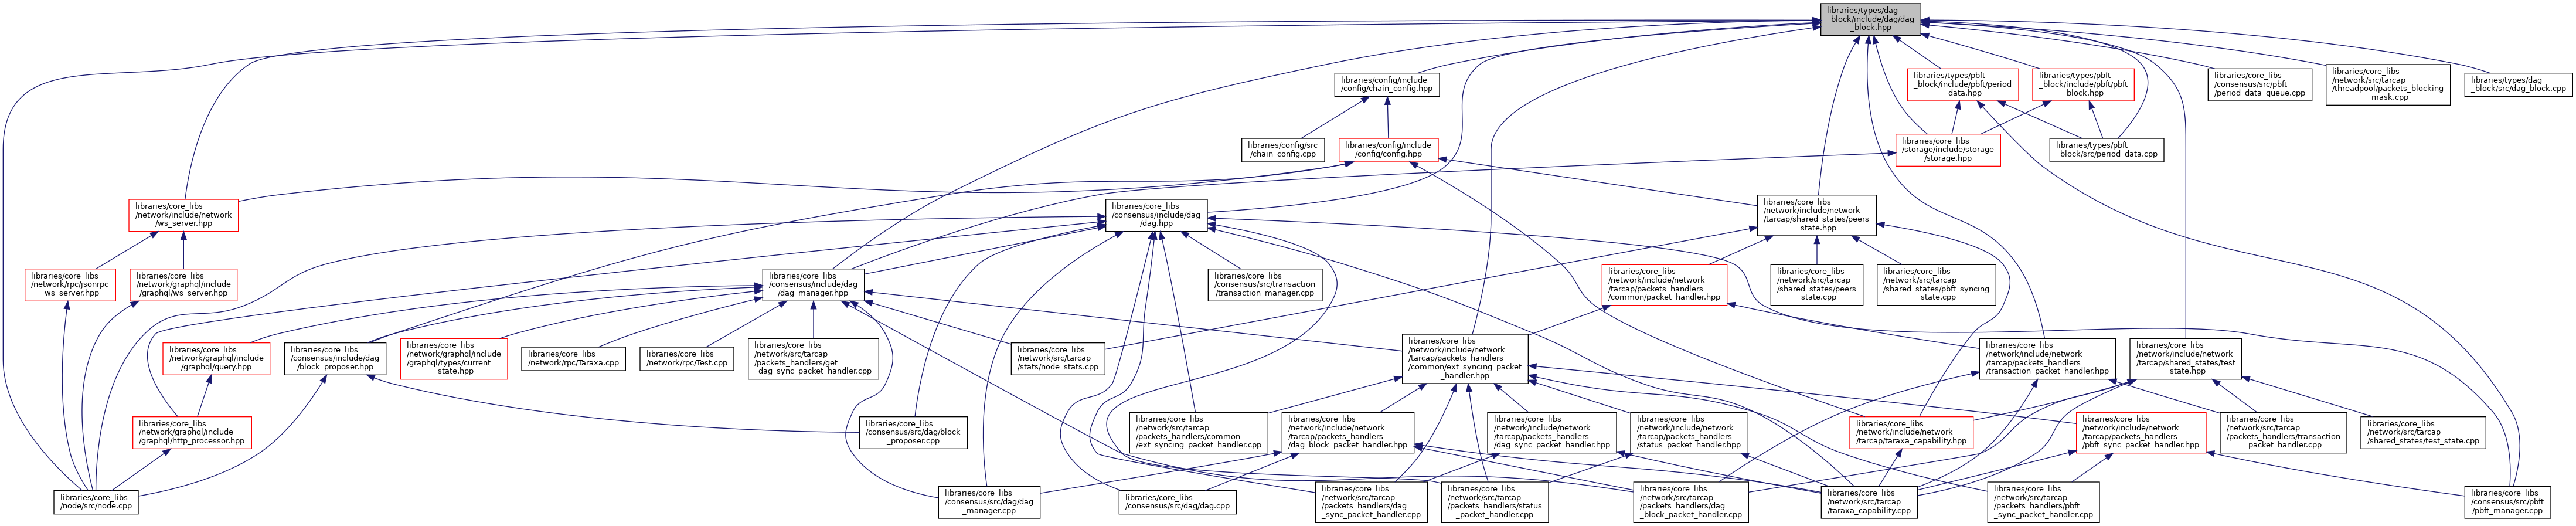 libraries/types/dag
_block/include/dag/dag
_block.hpp
libraries/config/include
/config/chain_config.hpp
libraries/types/pbft
_block/include/pbft/period
_data.hpp
libraries/types/pbft
_block/include/pbft/pbft
_block.hpp
libraries/core_libs
/consensus/src/pbft
/period_data_queue.cpp
libraries/core_libs
/network/src/tarcap
/threadpool/packets_blocking
_mask.cpp
libraries/types/dag
_block/src/dag_block.cpp
libraries/config/src
/chain_config.cpp
libraries/config/include
/config/config.hpp
libraries/core_libs
/storage/include/storage
/storage.hpp
libraries/types/pbft
_block/src/period_data.cpp
libraries/core_libs
/network/include/network
/ws_server.hpp
libraries/core_libs
/consensus/include/dag
/dag.hpp
libraries/core_libs
/network/include/network
/tarcap/shared_states/peers
_state.hpp
libraries/core_libs
/network/rpc/jsonrpc
_ws_server.hpp
libraries/core_libs
/network/graphql/include
/graphql/ws_server.hpp
libraries/core_libs
/consensus/include/dag
/dag_manager.hpp
libraries/core_libs
/consensus/src/transaction
/transaction_manager.cpp
libraries/core_libs
/network/include/network
/tarcap/packets_handlers
/common/packet_handler.hpp
libraries/core_libs
/network/src/tarcap
/shared_states/peers
_state.cpp
libraries/core_libs
/network/src/tarcap
/shared_states/pbft_syncing
_state.cpp
libraries/core_libs
/network/graphql/include
/graphql/query.hpp
libraries/core_libs
/consensus/include/dag
/block_proposer.hpp
libraries/core_libs
/network/graphql/include
/graphql/types/current
_state.hpp
libraries/core_libs
/network/rpc/Taraxa.cpp
libraries/core_libs
/network/rpc/Test.cpp
libraries/core_libs
/network/src/tarcap
/packets_handlers/get
_dag_sync_packet_handler.cpp
libraries/core_libs
/network/src/tarcap
/stats/node_stats.cpp
libraries/core_libs
/network/include/network
/tarcap/packets_handlers
/common/ext_syncing_packet
_handler.hpp
libraries/core_libs
/network/include/network
/tarcap/packets_handlers
/transaction_packet_handler.hpp
libraries/core_libs
/network/include/network
/tarcap/shared_states/test
_state.hpp
libraries/core_libs
/network/graphql/include
/graphql/http_processor.hpp
libraries/core_libs
/consensus/src/dag/block
_proposer.cpp
libraries/core_libs
/network/src/tarcap
/packets_handlers/common
/ext_syncing_packet_handler.cpp
libraries/core_libs
/network/include/network
/tarcap/packets_handlers
/dag_block_packet_handler.hpp
libraries/core_libs
/network/include/network
/tarcap/packets_handlers
/dag_sync_packet_handler.hpp
libraries/core_libs
/network/include/network
/tarcap/packets_handlers
/status_packet_handler.hpp
libraries/core_libs
/network/include/network
/tarcap/taraxa_capability.hpp
libraries/core_libs
/network/include/network
/tarcap/packets_handlers
/pbft_sync_packet_handler.hpp
libraries/core_libs
/network/src/tarcap
/packets_handlers/transaction
_packet_handler.cpp
libraries/core_libs
/network/src/tarcap
/shared_states/test_state.cpp
libraries/core_libs
/node/src/node.cpp
libraries/core_libs
/consensus/src/dag/dag
_manager.cpp
libraries/core_libs
/consensus/src/dag/dag.cpp
libraries/core_libs
/network/src/tarcap
/packets_handlers/dag
_sync_packet_handler.cpp
libraries/core_libs
/network/src/tarcap
/packets_handlers/status
_packet_handler.cpp
libraries/core_libs
/network/src/tarcap
/packets_handlers/dag
_block_packet_handler.cpp
libraries/core_libs
/network/src/tarcap
/taraxa_capability.cpp
libraries/core_libs
/network/src/tarcap
/packets_handlers/pbft
_sync_packet_handler.cpp
libraries/core_libs
/consensus/src/pbft
/pbft_manager.cpp